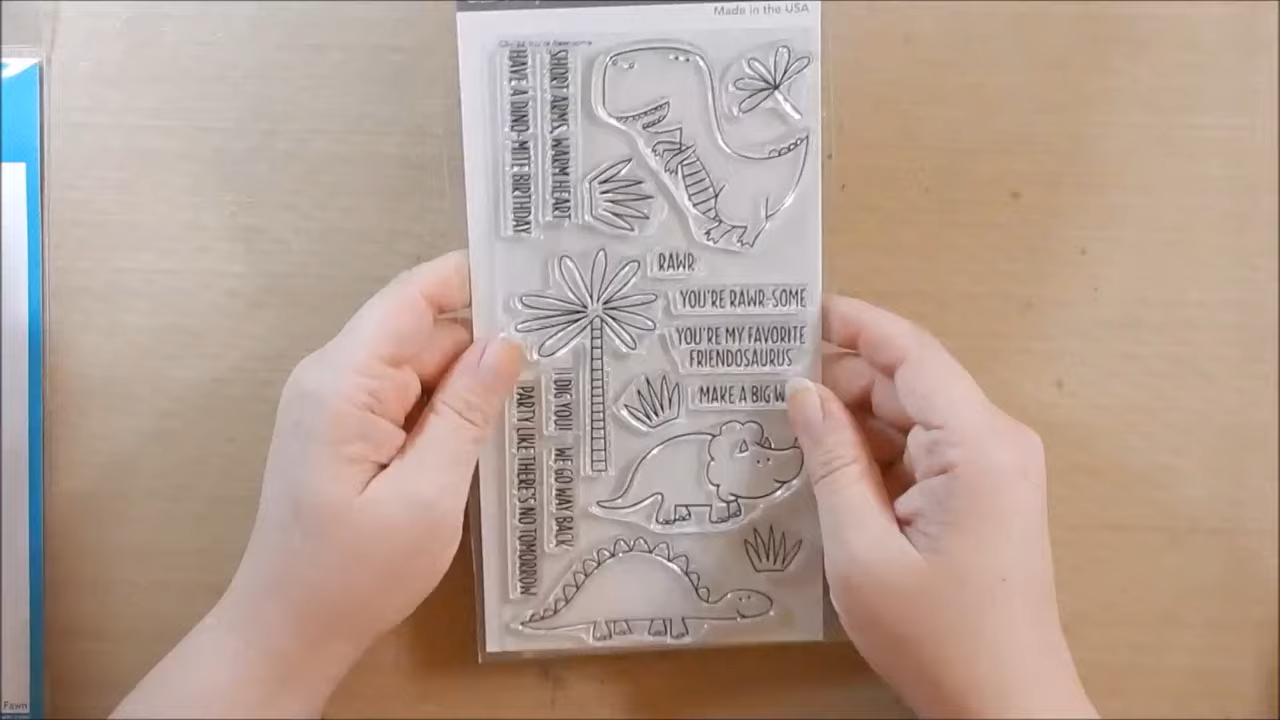 Made in the USA
HAVE A DINO-MITE BIRTHDAY
SHORT ARMS, WARM HEART
RAWR
YOU'RE RAWR-SOME
YOU'RE MY FAVORITE
FRIENDOSAURUS
MAKE A BIG W
I DIG YOU!
WE GO WAY BACK
PARTY LIKE THERE'S NO TOMORROW
Fawn